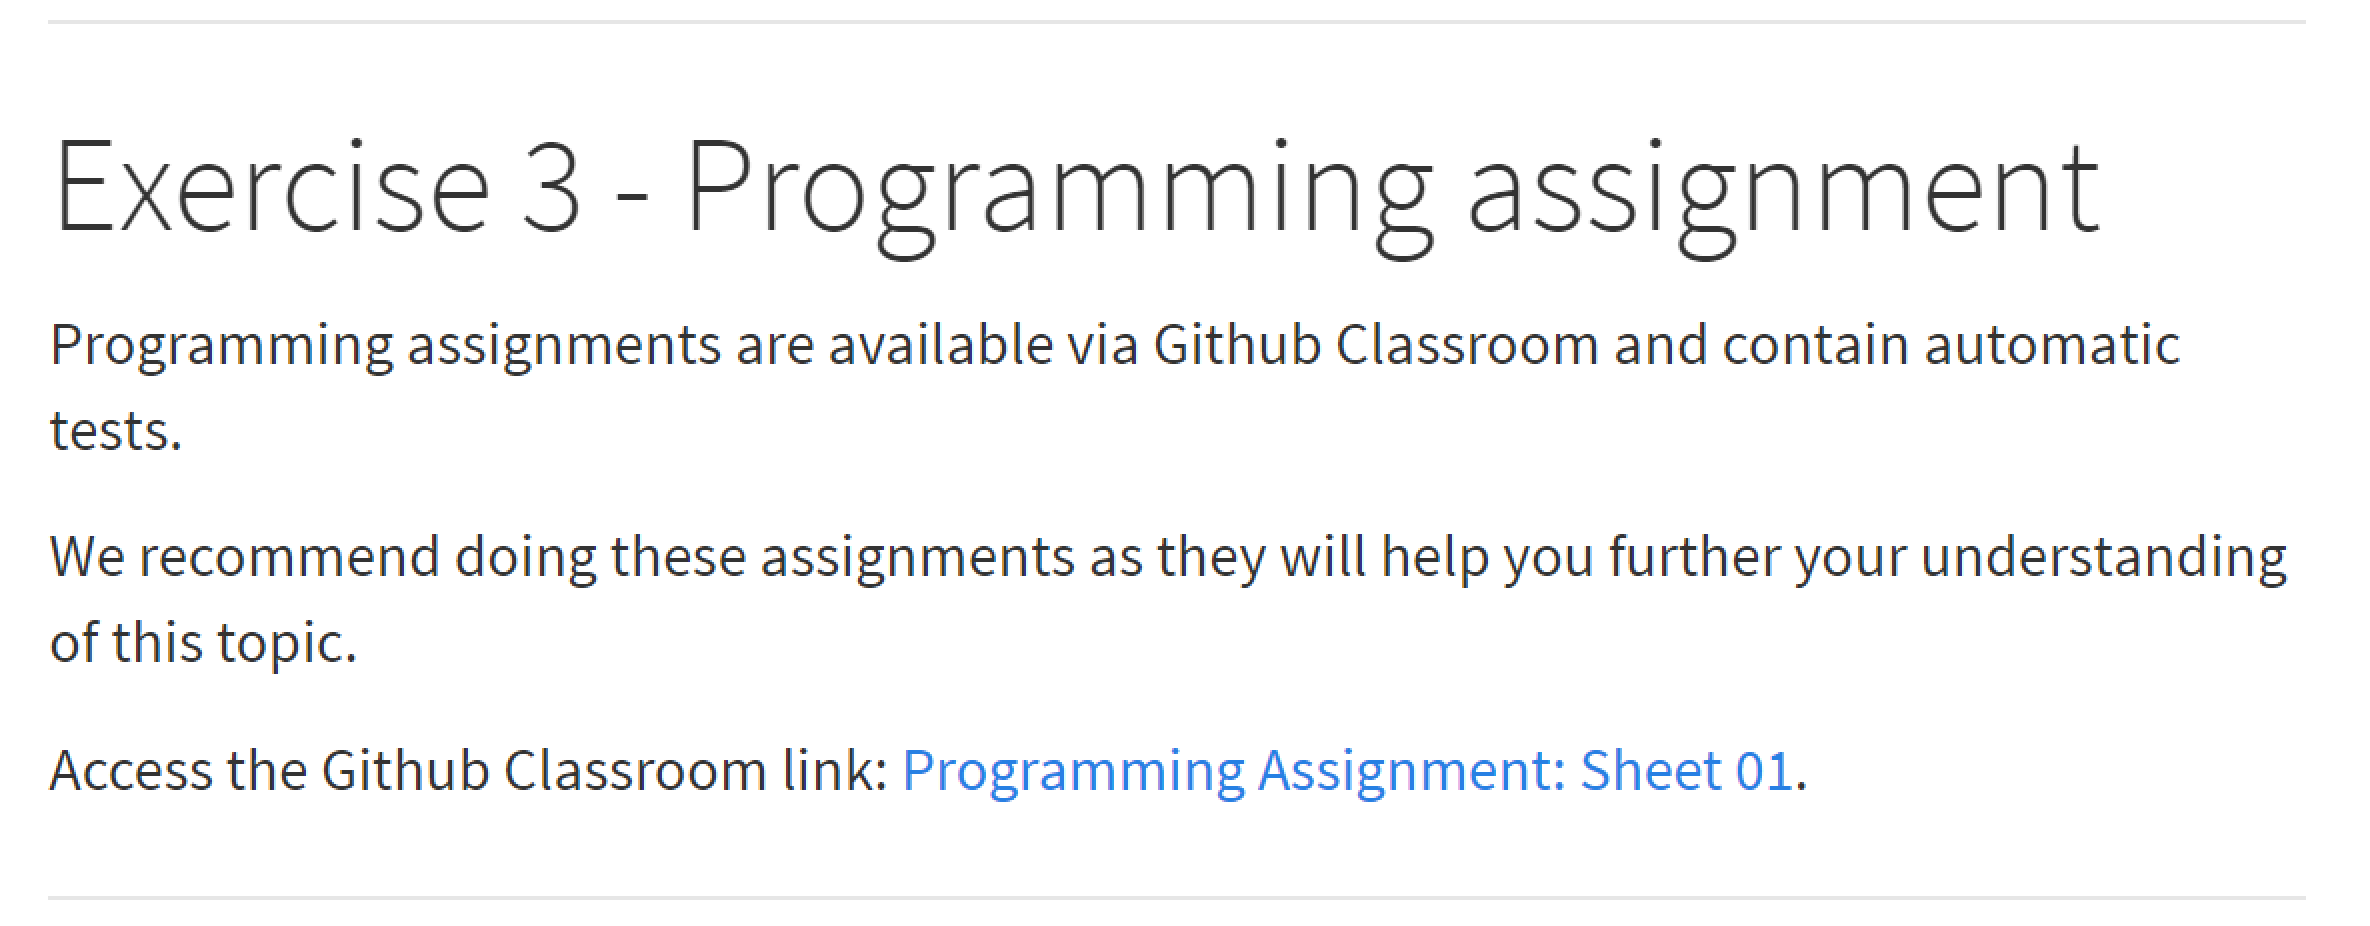 Exercise 3 - Programming assignment
Programming assignments are available via Github Classroom and contain automatic
tests.
We recommend doing these assignments as they will help you further your understanding
of this topic.
Access the Github Classroom link: Programming Assignment: Sheet 01.